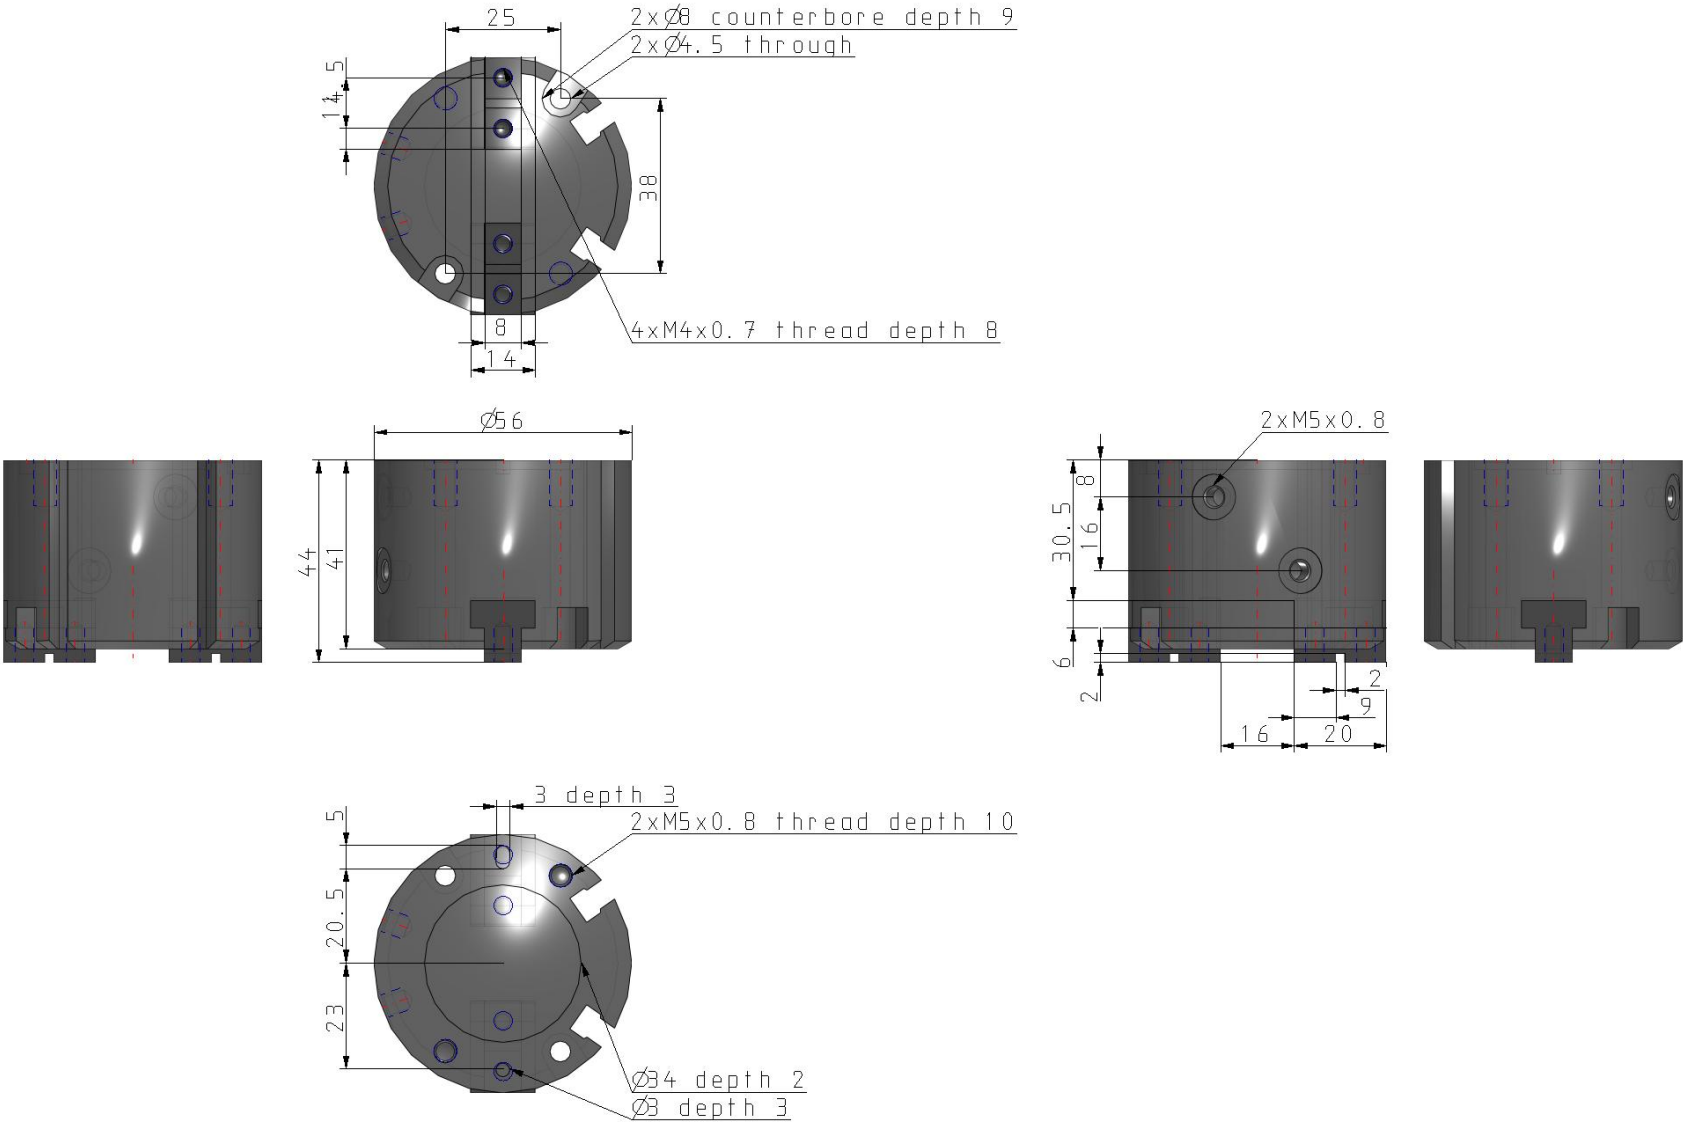 25
2xØ8 counterbore depth 9
2xØ4.5 through
14.5
11
38
4xM4x0.7 thread depth 8
8
14
Ø56
44
41
2xM5x0.8
8
30.5
16
6
2
2
9
16
20
3 depth 3
5
2xM5x0.8 thread depth 10
20.5
23
Ø34 depth 2
Ø3 depth 3